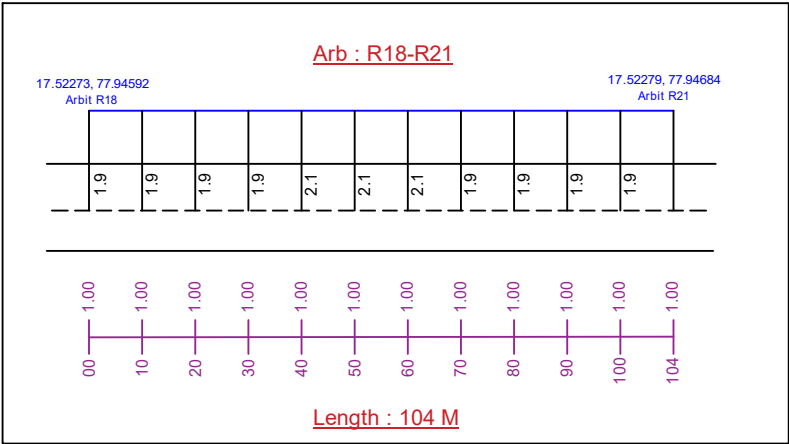 Arb : R18-R21
17.52273, 77.94592
Arbit R18
17.52279, 77.94684
Arbit R21
1.9 1.9 1.9 1.9 2.1 2.1 2.1 1.9 1.9 1.9 1.9
1.00 1.00 1.00 1.00 1.00 1.00 1.00 1.00 1.00 1.00 1.00 1.00
00 10 20 30 40 50 60 70 80 90 100 104
Length : 104 M